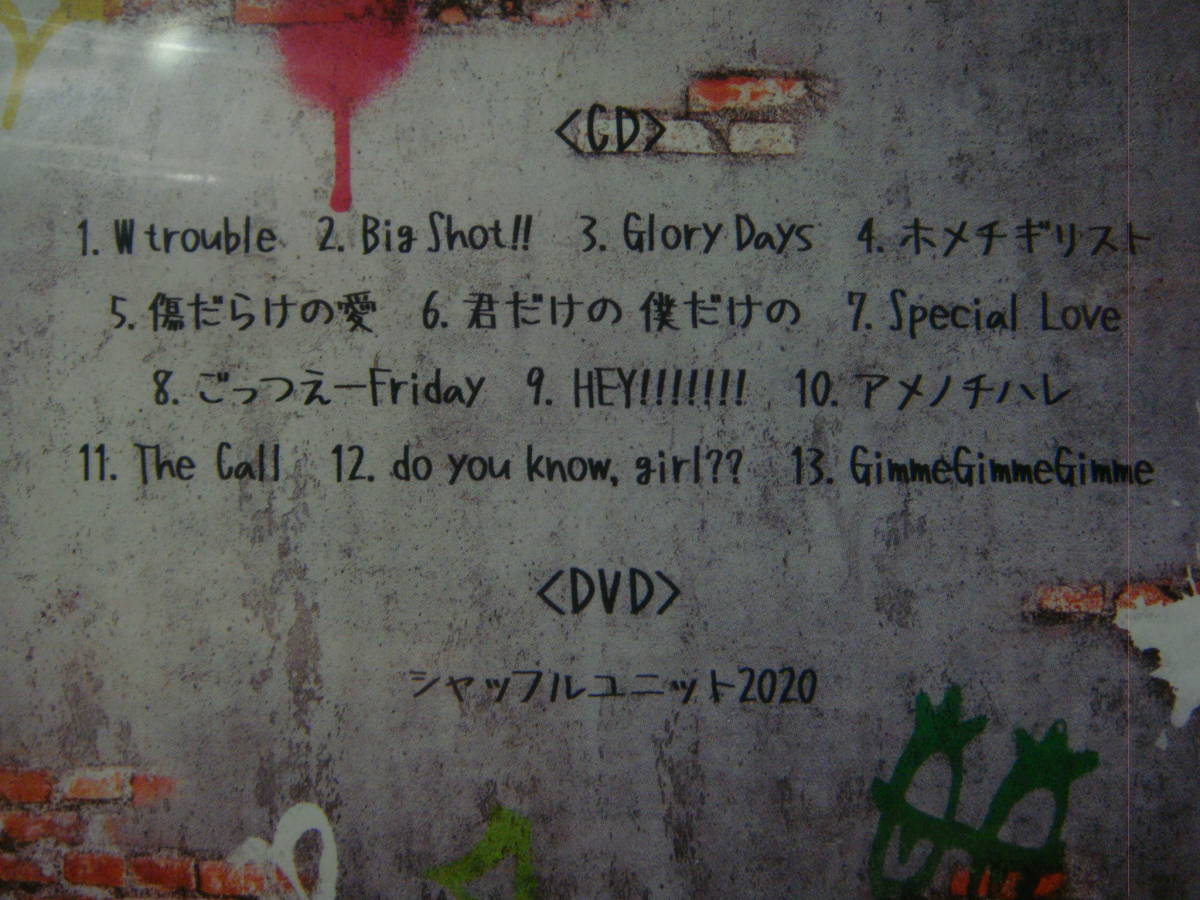 <CD>
1. W trouble 2. Big Shot!! 3. Glory Days 4. ホメチギリスト
5. 傷だらけの愛 6. 君だけの 僕だけの 7. Special Love
8. ごっつえーFriday 9. HEY!!!!!!! 10. アメノチハレ
11. The Call 12. do you know, girl?? 13. GimmeGimmeGimme
<DVD>
シャッフルユニット2020